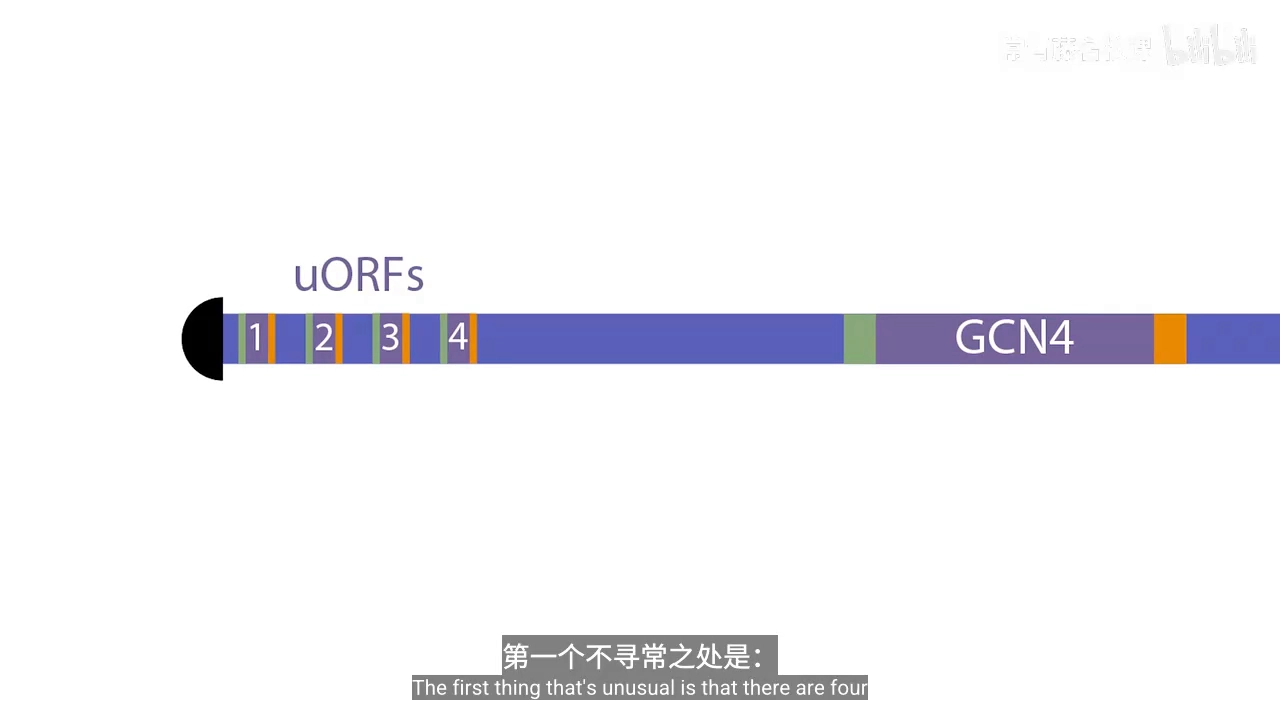 bilibili
uORFs
1 2 3 4 GCN4
第一个不寻常之处是：
The first thing that's unusual is that there are four